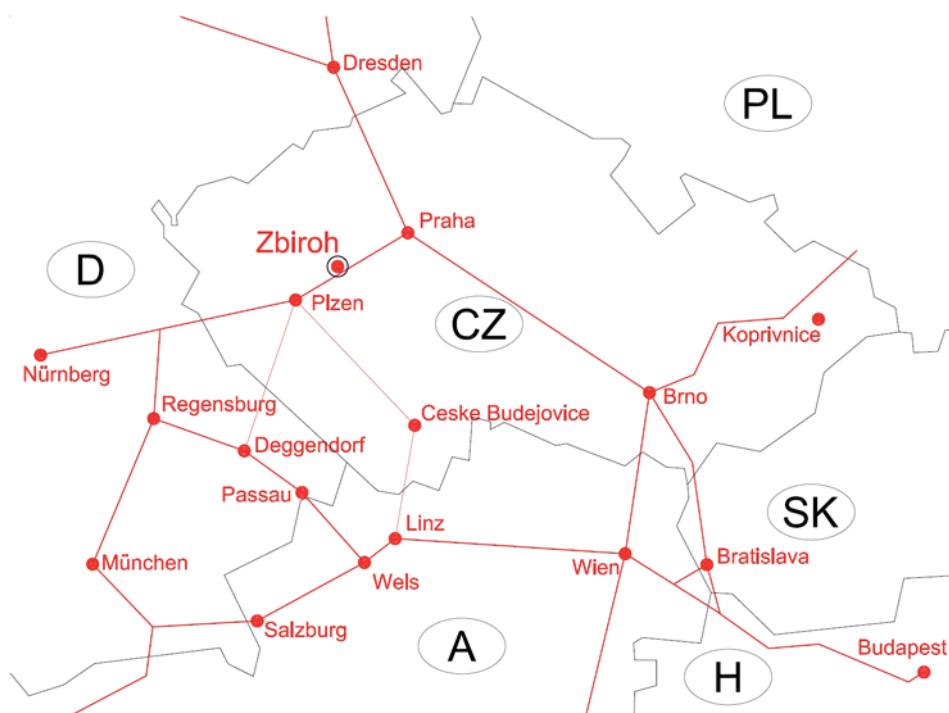 Dresden
PL
Praha
Zbiroh
D
Plzen
CZ
Koprivnice
Nürnberg
Regensburg
Brno
Ceske Budejovice
Deggendorf
Passau
SK
Linz
München
Wels
Wien
Bratislava
Salzburg
A
Budapest
H